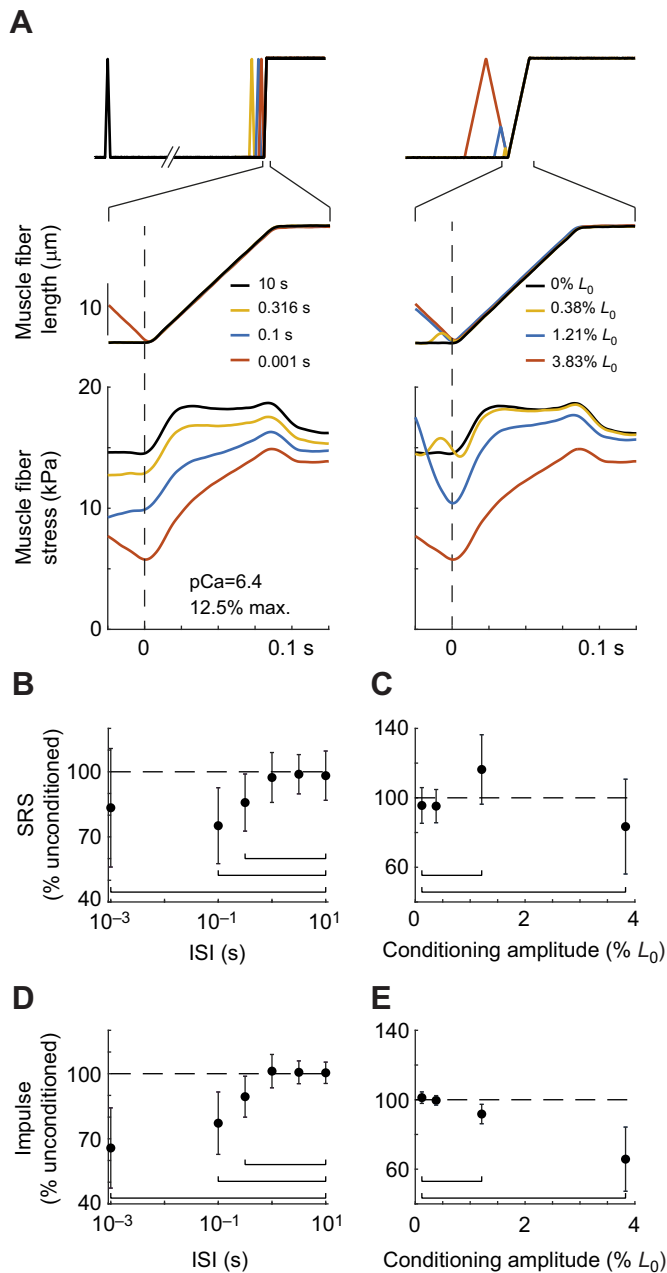 A
Muscle fiber
length (μm)
10
10 s
0.316 s
0.1 s
0.001 s
0% L0
0.38% L0
1.21% L0
3.83% L0
Muscle fiber
stress (kPa)
20
15
10
5
0
pCa=6.4
12.5% max.
0
0.1 s
0
0.1 s
B
SRS
(% unconditioned)
100
70
40
10−3
10−1
101
ISI (s)
C
140
100
60
0
2
4
Conditioning amplitude (% L0)
D
Impulse
(% unconditioned)
100
70
40
10−3
10−1
101
ISI (s)
E
140
100
60
0
2
4
Conditioning amplitude (% L0)